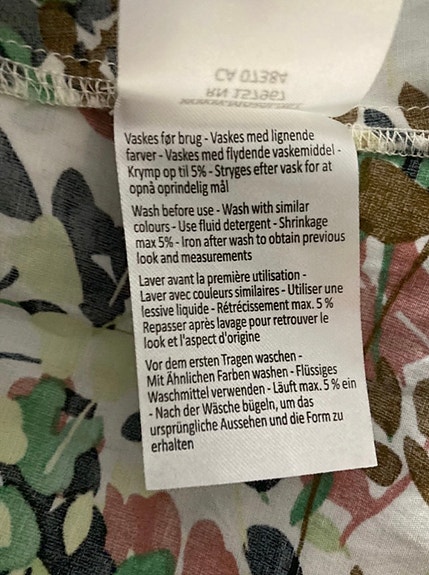 CA 07384
RN 157967
Vaskes før brug - Vaskes med lignende
farver - Vaskes med flydende vaskemiddel -
Krymp op til 5% - Stryges efter vask for at
opnå oprindelig mål
Wash before use - Wash with similar
colours - Use fluid detergent - Shrinkage
max 5% - Iron after wash to obtain previous
look and measurements
Laver avant la première utilisation -
Laver avec couleurs similaires - Utiliser une
lessive liquide - Rétrécissement max. 5 %
Repasser après lavage pour retrouver le
look et l'aspect d'origine
Vor dem ersten Tragen waschen -
Mit Ähnlichen Farben washen - Flüssiges
Waschmittel verwenden - Läuft max. 5 % ein
- Nach der Wäsche bügeln, um das
ursprüngliche Aussehen und die Form zu
erhalten